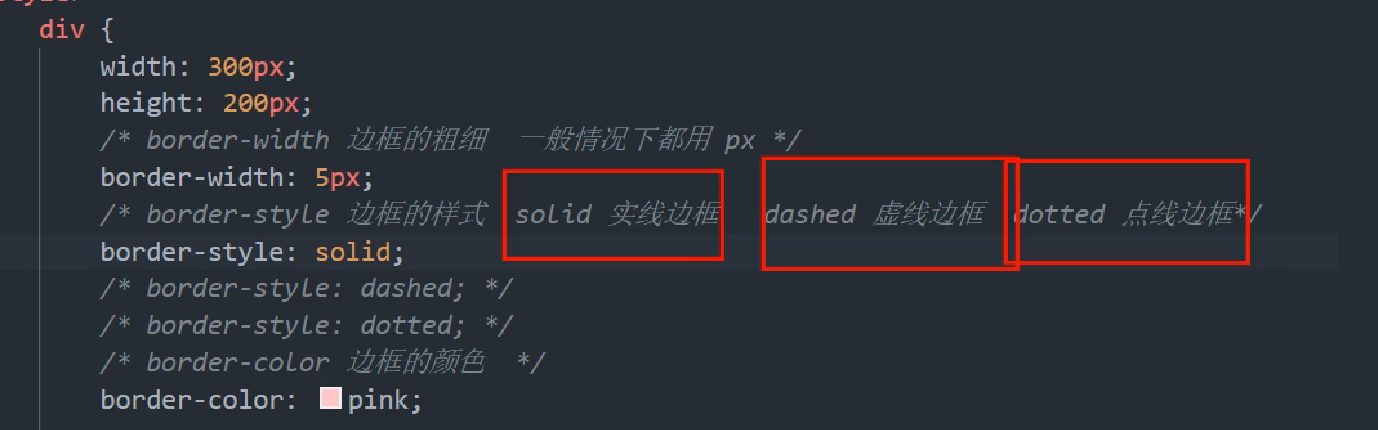 div {
width: 300px;
height: 200px;
/* border-width 边框的粗细  一般情况下都用 px */
border-width: 5px;
/* border-style 边框的样式  solid 实线边框   dashed 虚线边框  dotted 点线边框*/
border-style: solid;
/* border-style: dashed; */
/* border-style: dotted; */
/* border-color 边框的颜色  */
border-color: pink;